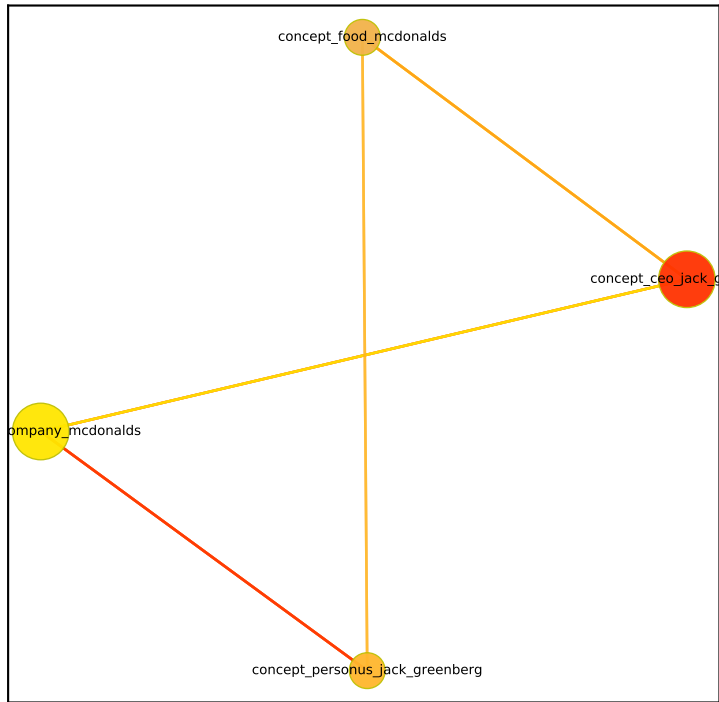 concept_food_mcdonalds
concept_ceo_jack_g
ompany_mcdonalds
concept_personus_jack_greenberg